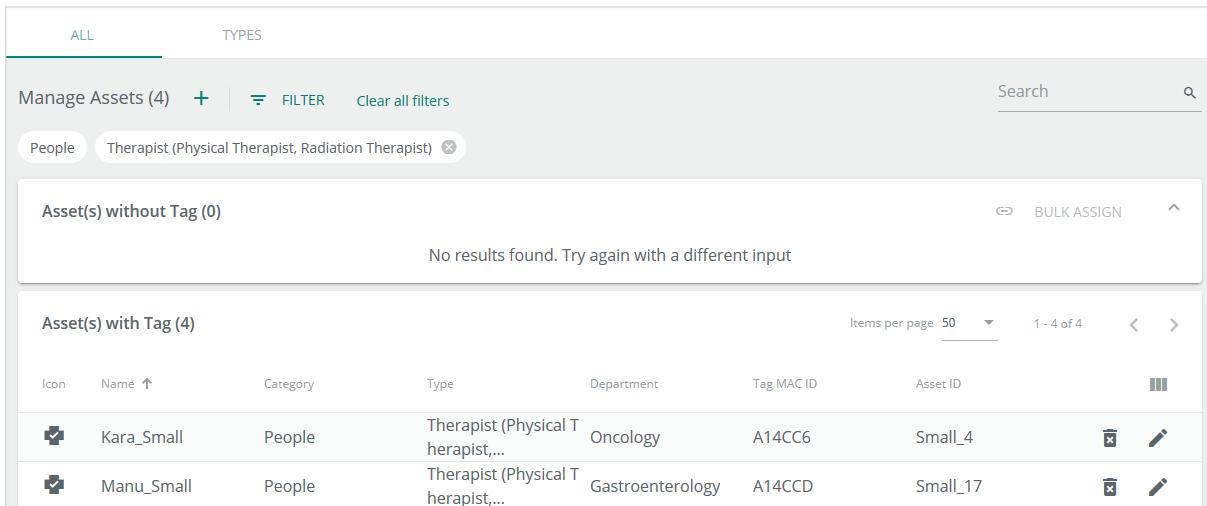 ALL TYPES
Manage Assets (4) + FILTER Clear all filters Search
People Therapist (Physical Therapist, Radiation Therapist)
Asset(s) without Tag (0) BULK ASSIGN
No results found. Try again with a different input
Asset(s) with Tag (4) Items per page 50 1 - 4 of 4
Icon Name Category Type Department Tag MAC ID Asset ID
Kara_Small People Therapist (Physical T
herapist,... Oncology A14CC6 Small_4
Manu_Small People Therapist (Physical T
herapist,... Gastroenterology A14CCD Small_17